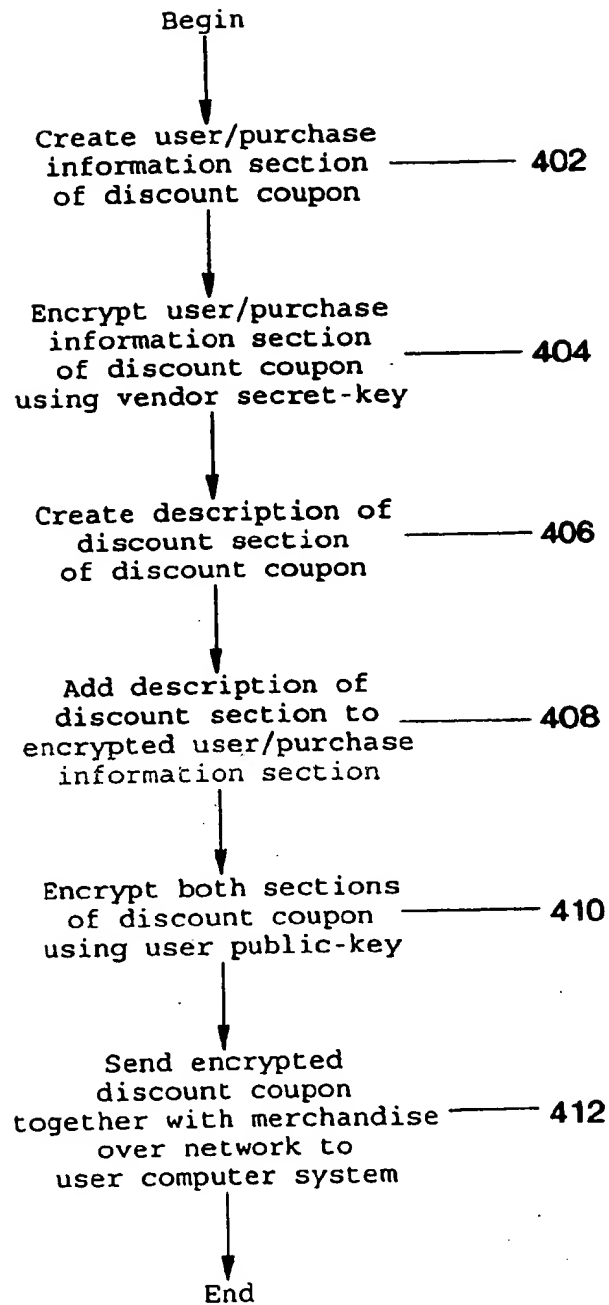 Begin
Create user/purchase
information section
of discount coupon
402
Encrypt user/purchase
information section
of discount coupon
using vendor secret-key
404
Create description of
discount section
of discount coupon
406
Add description of
discount section to
encrypted user/purchase
information section
408
Encrypt both sections
of discount coupon
using user public-key
410
Send encrypted
discount coupon
together with merchandise
over network to
user computer system
412
End